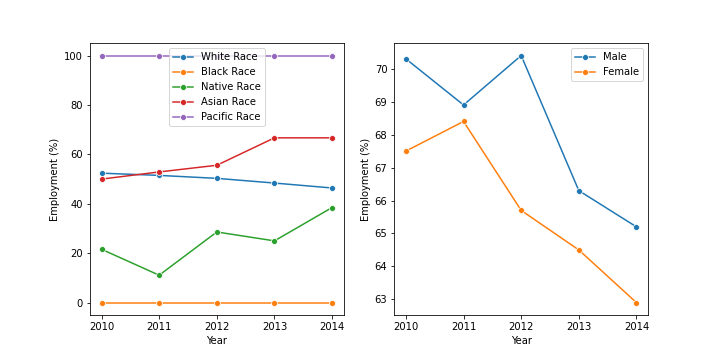 100
80
60
40
20
0
Employment (%)
2010 2011 2012 2013 2014
Year
White Race
Black Race
Native Race
Asian Race
Pacific Race
70
69
68
67
66
65
64
63
Employment (%)
2010 2011 2012 2013 2014
Year
Male
Female